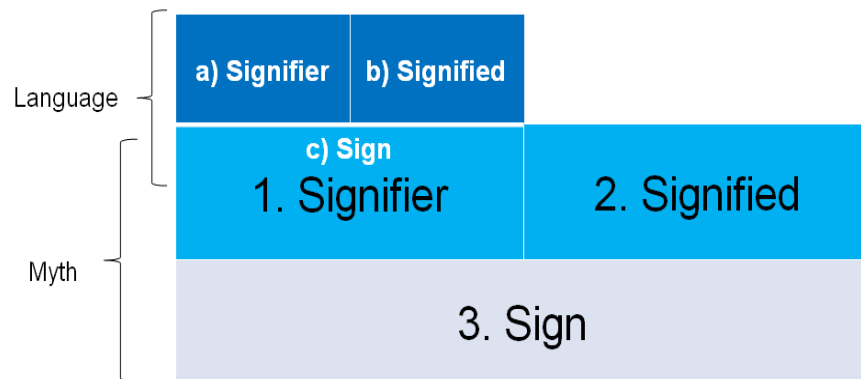 a) Signifier
b) Signified
Language
c) Sign
1. Signifier
2. Signified
Myth
3. Sign